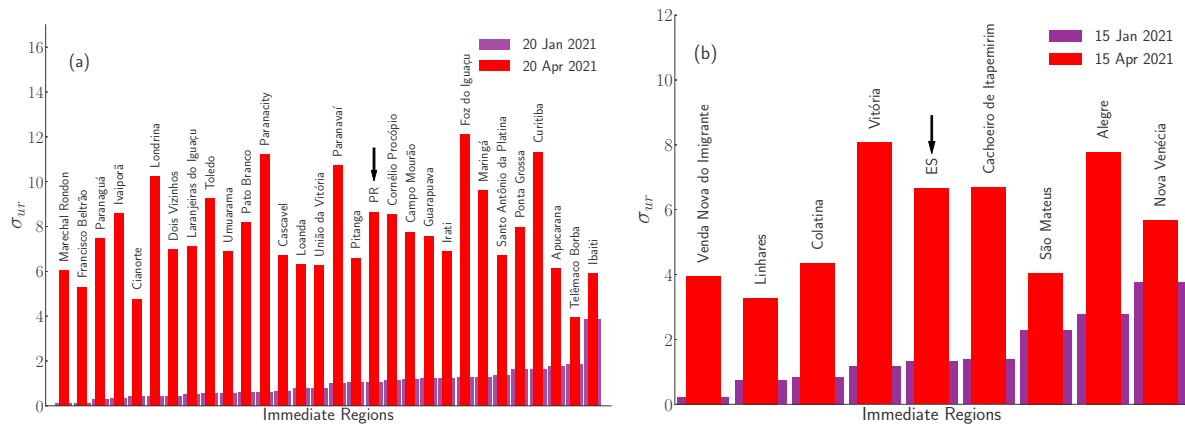 (a)
20 Jan 2021
20 Apr 2021
σur
16
14
12
10
8
6
4
2
0
Marechal Rondon
Francisco Beltrão
Paranaguá
Ivaiporã
Cianorte
Londrina
Dois Vizinhos
Laranjeiras do Iguaçu
Toledo
Umuarama
Pato Branco
Paranacity
Cascavel
Loanda
União da Vitória
Paranavaí
Pitanga
PR
Cornélio Procópio
Campo Mourão
Guarapuava
Irati
Foz do Iguaçu
Maringá
Santo Antônio da Platina
Ponta Grossa
Curitiba
Apucarana
Telêmaco Borba
Ibaiti
Immediate Regions
(b)
15 Jan 2021
15 Apr 2021
σur
12
10
8
6
4
2
0
Venda Nova do Imigrante
Linhares
Colatina
Vitória
ES
Cachoeiro de Itapemirim
São Mateus
Alegre
Nova Venécia
Immediate Regions